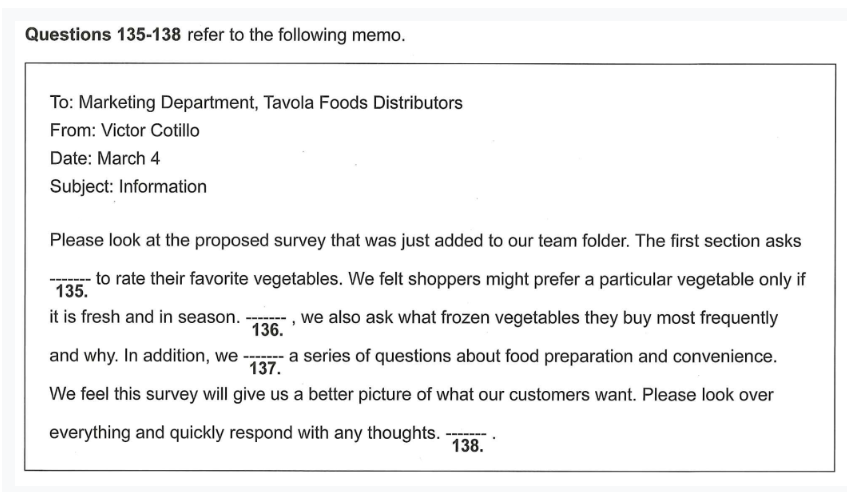 Questions 135-138 refer to the following memo.
To: Marketing Department, Tavola Foods Distributors
From: Victor Cotillo
Date: March 4
Subject: Information
Please look at the proposed survey that was just added to our team folder. The first section asks
------- to rate their favorite vegetables. We felt shoppers might prefer a particular vegetable only if
135.
it is fresh and in season. ------- , we also ask what frozen vegetables they buy most frequently
136.
and why. In addition, we ------- a series of questions about food preparation and convenience.
137.
We feel this survey will give us a better picture of what our customers want. Please look over
everything and quickly respond with any thoughts. ------- .
138.